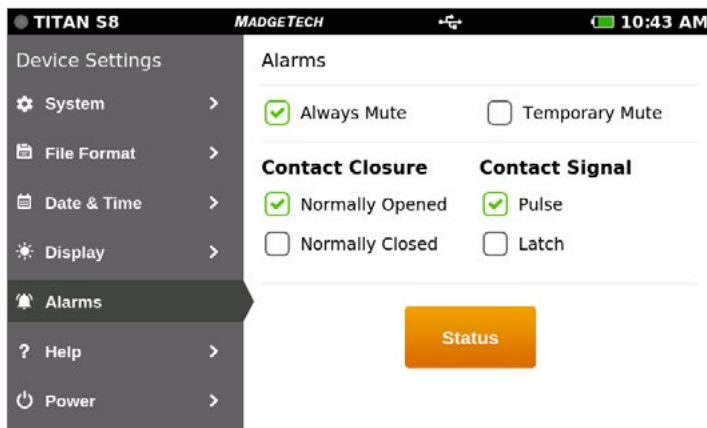 TITAN S8 MADGETECH 10:43 AM
Device Settings
System
File Format
Date & Time
Display
Alarms
? Help
Power
Alarms
Always Mute Temporary Mute
Contact Closure Contact Signal
Normally Opened Pulse
Normally Closed Latch
Status